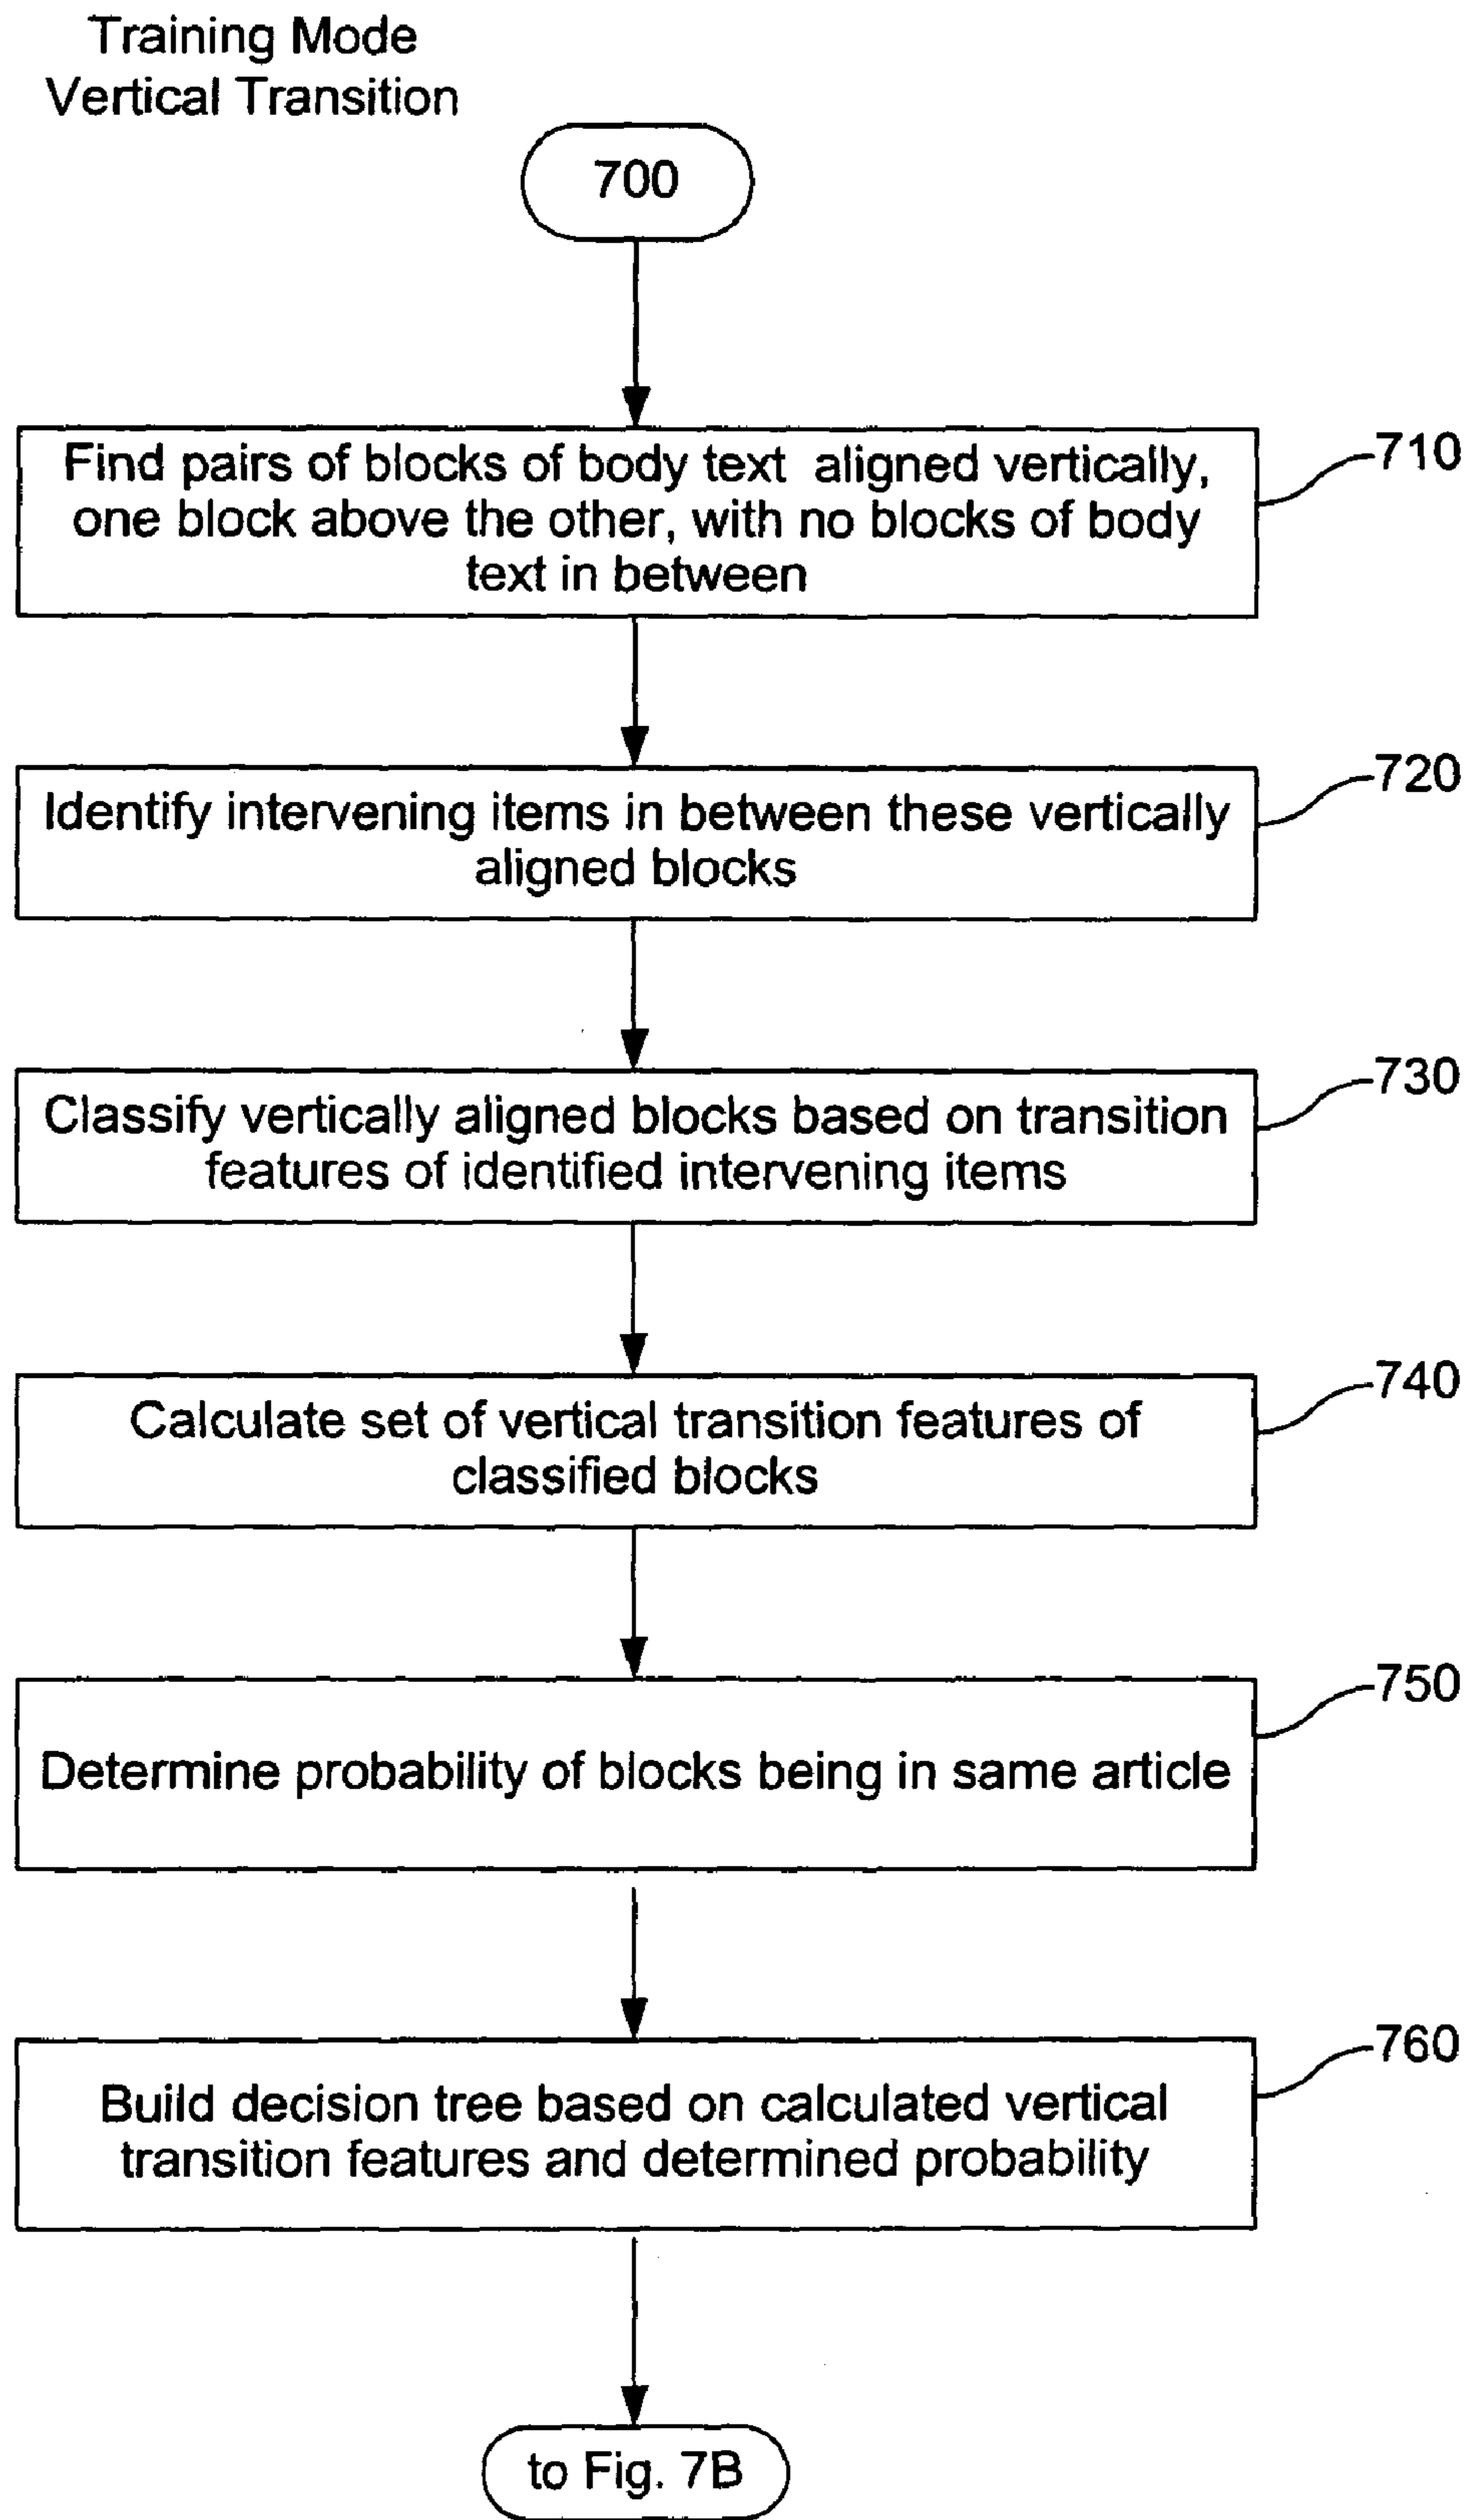 Training Mode
Vertical Transition
700
Find pairs of blocks of body text aligned vertically,
one block above the other, with no blocks of body
text in between
710
Identify intervening items in between these vertically
aligned blocks
720
Classify vertically aligned blocks based on transition
features of identified intervening items
730
Calculate set of vertical transition features of
classified blocks
740
Determine probability of blocks being in same article
750
Build decision tree based on calculated vertical
transition features and determined probability
760
to Fig. 7B